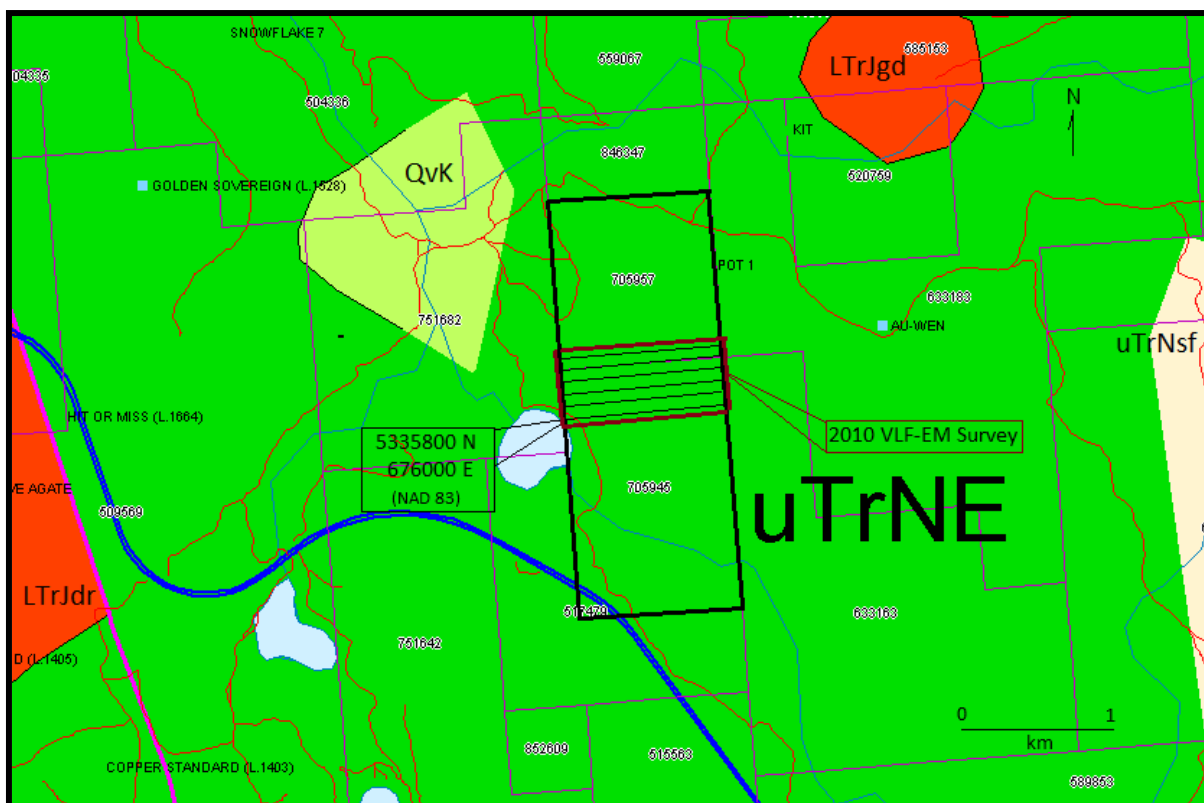 SNOWFLAKE 7
559067
585153
LTrJgd
04335
504336
N
KIT
846347
QvK
520759
GOLDEN SOVEREIGN (L.1528)
POT 1
705957
633183
751682
AU-WEN
uTrNsf
HIT OR MISS (L.1664)
5335800 N
676000 E
(NAD 83)
2010 VLF-EM Survey
VE AGATE
705945
509569
uTrNE
LTrJdr
517479
633163
751642
D (L.1405)
0 1
km
852609
515563
COPPER STANDARD (L.1403)
589853